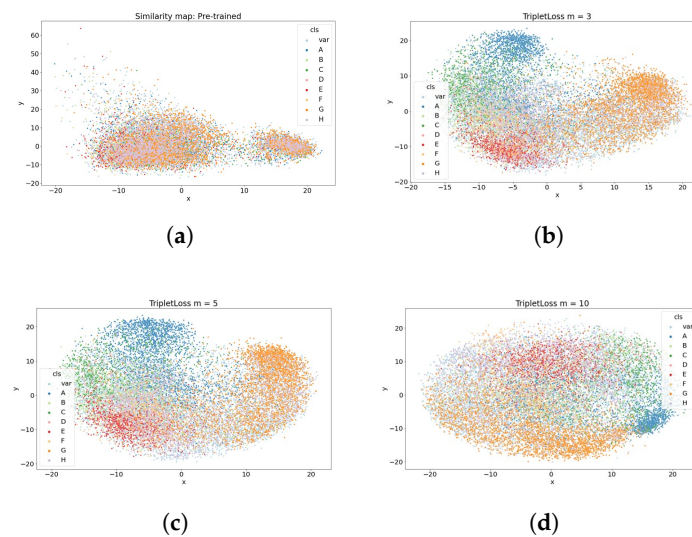 Similarity map: Pre-trained
60
50
40
30
20
10
0
−10
−20
y
−20
−10
0
10
20
x
cls
var
A
B
C
D
E
F
G
H
(a)
TripletLoss m = 3
20
10
0
−10
−20
y
−20
−15
−10
−5
0
5
10
15
20
x
cls
var
A
B
C
D
E
F
G
H
(b)
TripletLoss m = 5
20
10
0
−10
−20
y
−20
−10
0
10
20
x
cls
var
A
B
C
D
E
F
G
H
(c)
TripletLoss m = 10
20
10
0
−10
−20
y
−20
−10
0
10
20
x
cls
var
A
B
C
D
E
F
G
H
(d)